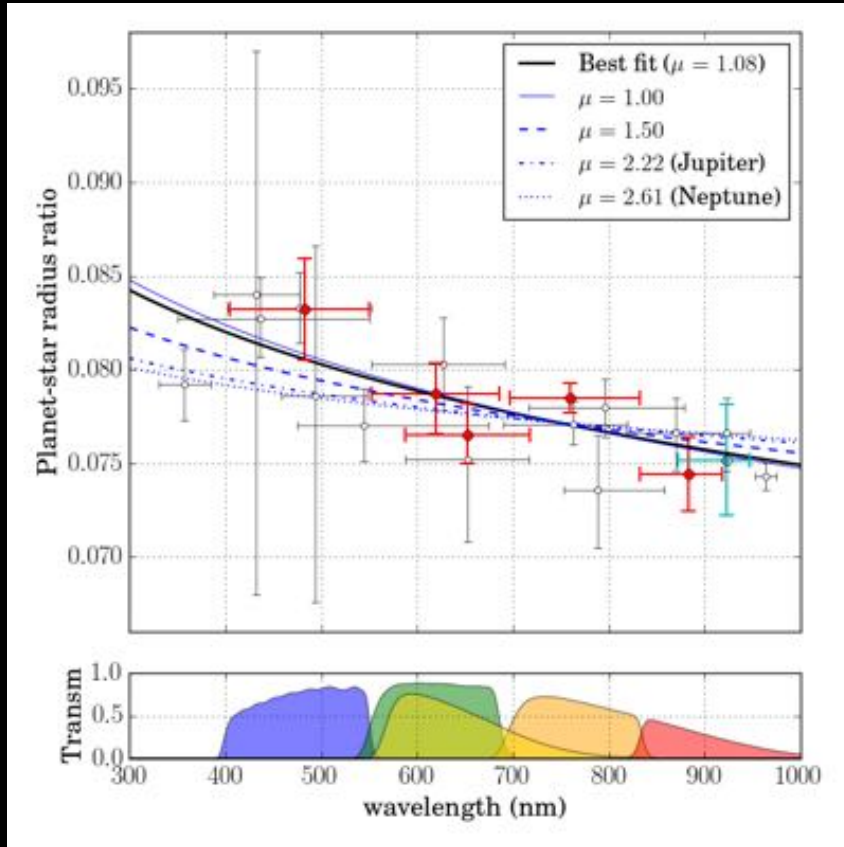 Best fit (μ = 1.08)
μ = 1.00
μ = 1.50
μ = 2.22 (Jupiter)
μ = 2.61 (Neptune)
Planet-star radius ratio
0.095
0.090
0.085
0.080
0.075
0.070
Transm
1.0
0.5
0.0
300 400 500 600 700 800 900 1000
wavelength (nm)